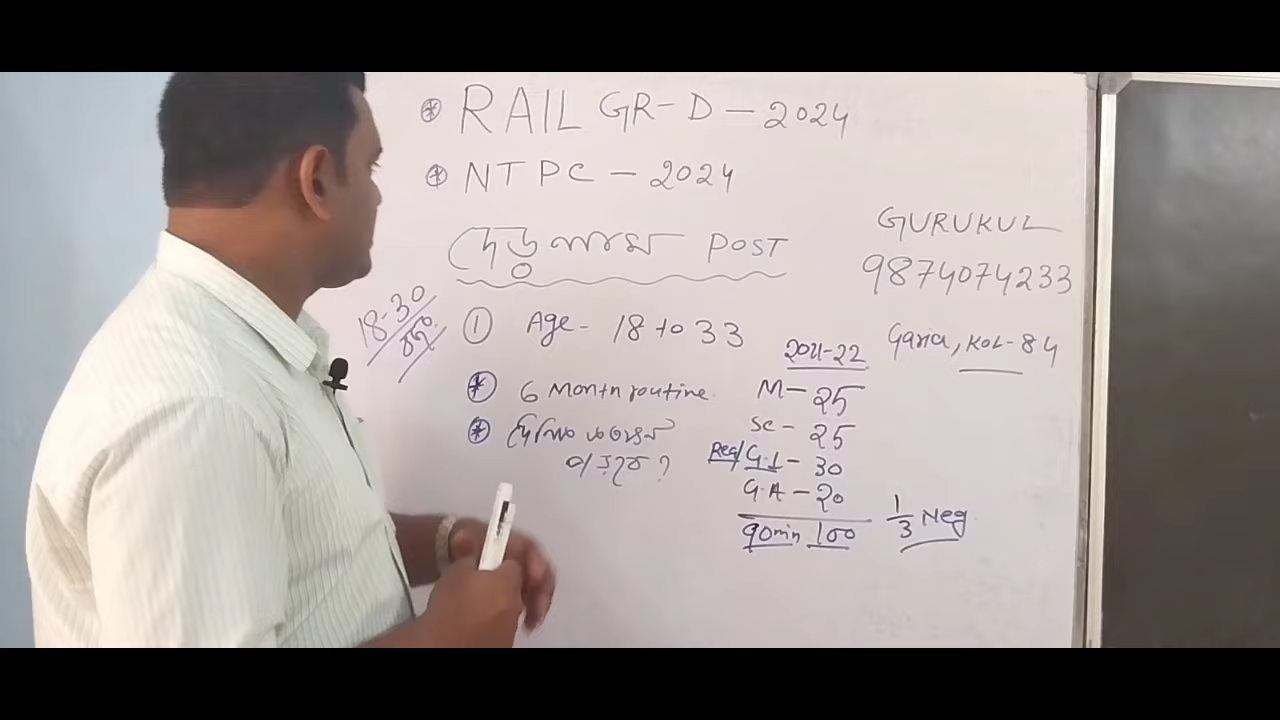 * RAIL GR-D - 2024
* NTPC - 2024
দেড় লাখ POST
18-30
① Age - 18 to 33
* 6 Month routine.
*
GURUKUL
9874074233
Garia, KOL-84
2021-22
M - 25
SC - 25
Rea/G.I - 30
G.A - 20
90min 100
1/3 Neg.